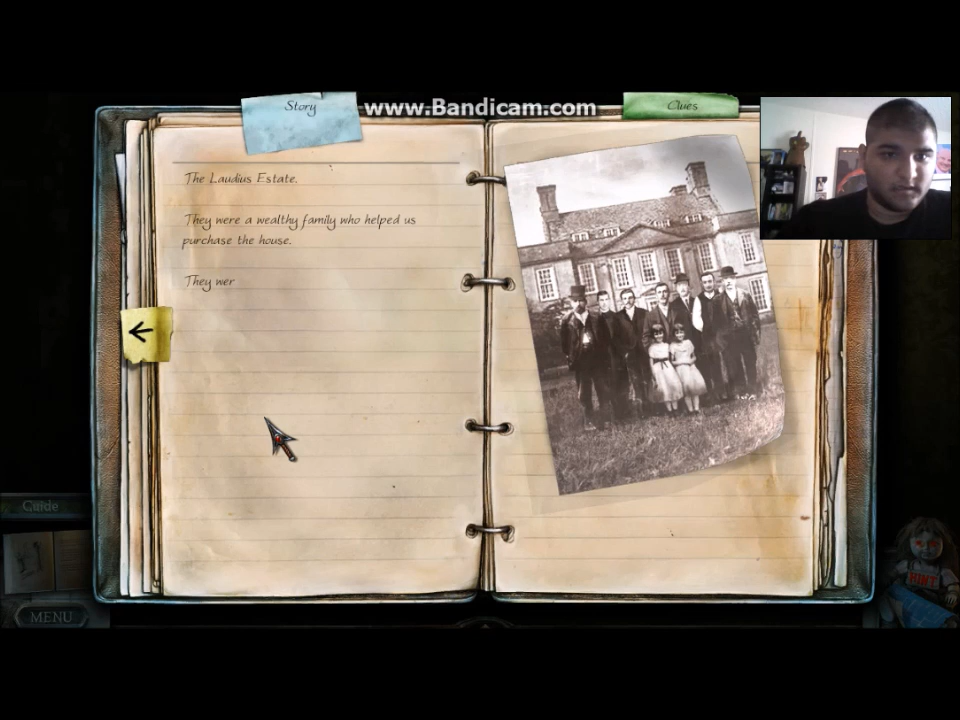 www.Bandicam.com
Story
Clues
The Laudius Estate.
They were a wealthy family who helped us
purchase the house.
They wer
Guide
HINT
MENU